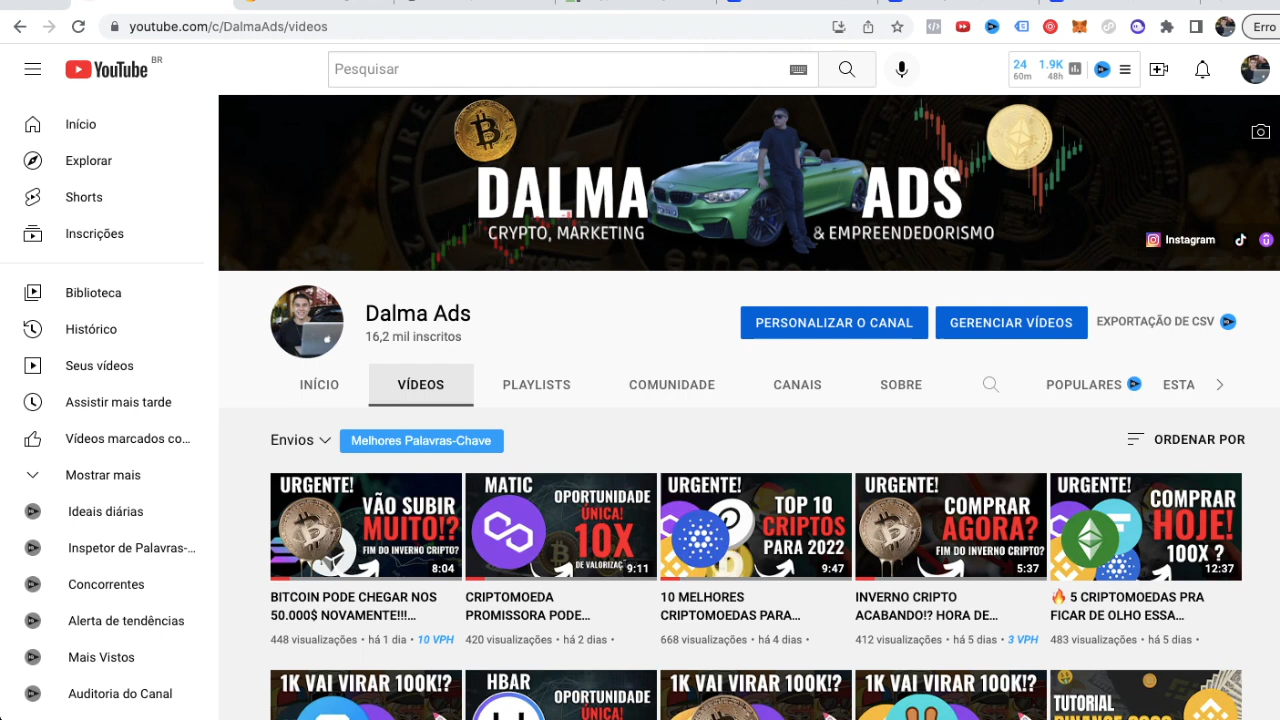 youtube.com/c/DalmaAds/videos
Erro
YouTube BR
Pesquisar
24 1.9K
60m 48h
Início
Explorar
Shorts
Inscrições
Biblioteca
Histórico
Seus vídeos
Assistir mais tarde
Vídeos marcados co...
Mostrar mais
Ideais diárias
Inspetor de Palavras-...
Concorrentes
Alerta de tendências
Mais Vistos
Auditoria do Canal
DALMA ADS
CRYPTO, MARKETING & EMPREENDEDORISMO
Instagram
Dalma Ads
16,2 mil inscritos
PERSONALIZAR O CANAL
GERENCIAR VÍDEOS
EXPORTAÇÃO DE CSV
INÍCIO VÍDEOS PLAYLISTS COMUNIDADE CANAIS SOBRE POPULARES ESTA
Envios
Melhores Palavras-Chave
ORDENAR POR
URGENTE!
VÃO SUBIR
MUITO!?
FIM DO INVERNO CRIPTO?
8:04
BITCOIN PODE CHEGAR NOS
50.000$ NOVAMENTE!!!...
448 visualizações • há 1 dia • 10 VPH
MATIC
OPORTUNIDADE
ÚNICA!
10X
DE VALORIZAÇ
9:11
CRIPTOMOEDA
PROMISSORA PODE...
420 visualizações • há 2 dias •
URGENTE!
TOP 10
CRIPTOS
PARA 2022
9:47
10 MELHORES
CRIPTOMOEDAS PARA...
668 visualizações • há 4 dias •
URGENTE!
COMPRAR
AGORA?
FIM DO INVERNO CRIPTO?
5:37
INVERNO CRIPTO
ACABANDO!? HORA DE...
412 visualizações • há 5 dias • 3 VPH
URGENTE!
COMPRAR
HOJE!
100X ?
12:37
🔥 5 CRIPTOMOEDAS PRA
FICAR DE OLHO ESSA...
483 visualizações • há 5 dias •
1K VAI VIRAR 100K!?
HBAR
OPORTUNIDADE
ÚNICA!
1K VAI VIRAR 100K!?
1K VAI VIRAR 100K!?
TUTORIAL